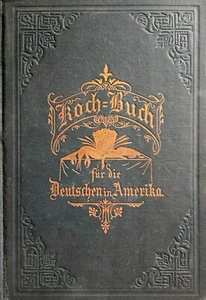 Koch=Buch
für die
Deutschen in Amerika.